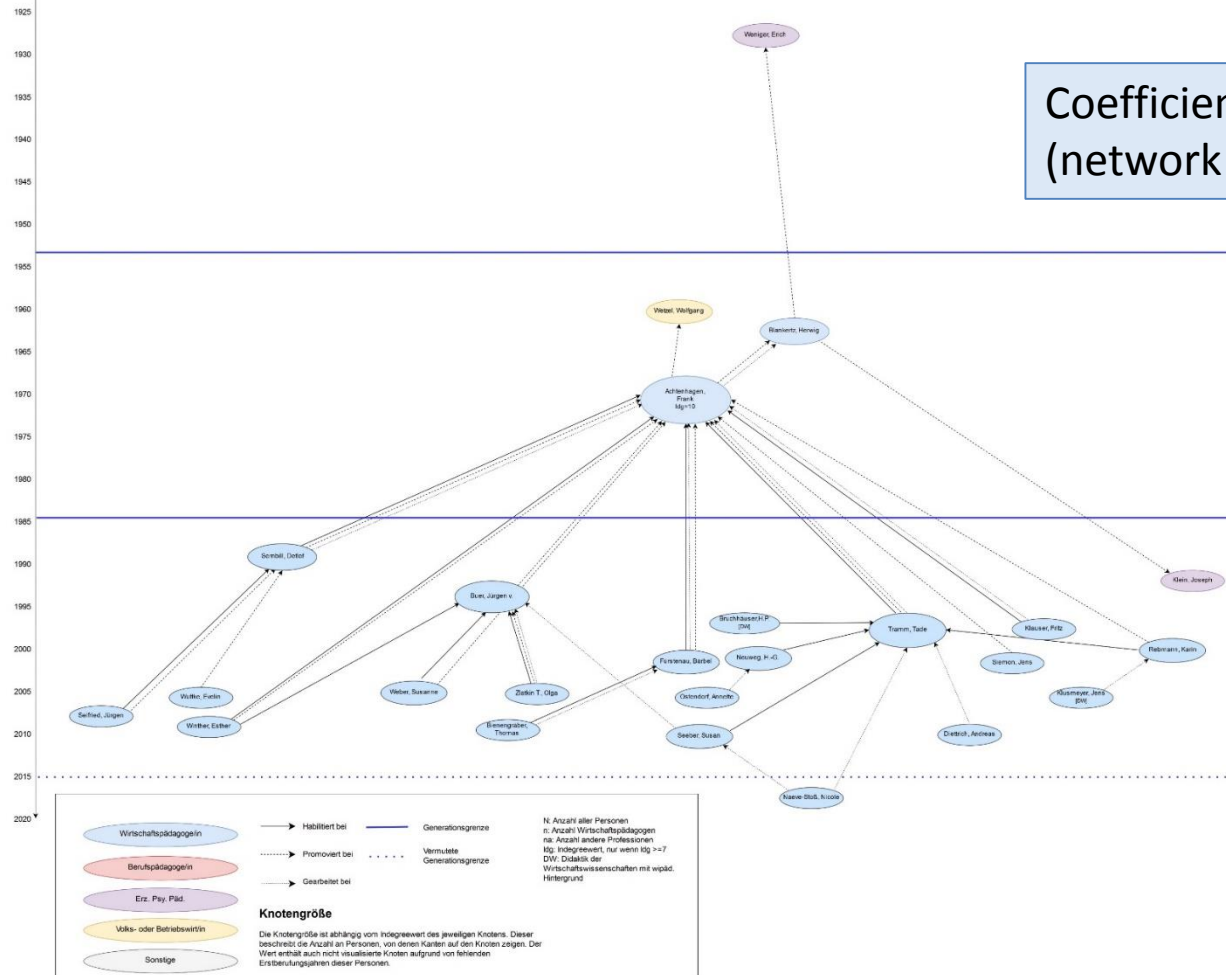 1925
1930
1935
1940
1945
1950
1955
1960
1965
1970
1975
1980
1985
1990
1995
2000
2005
2010
2015
2020
Coefficien
(network
Weniger, Erich
Wetzel, Wolfgang
Blankertz, Herwig
Achtenhagen,
Frank
Idg=10
Sembill, Detlef
Klein, Joseph
Buer, Jürgen v.
Bruchhäuser,H.P.
[DW]
Tramm, Tade
Klauser, Fritz
Neuweg, H.-G.
Rebmann, Karin
Fürstenau, Bärbel
Siemon, Jens
Weber, Susanne
Zlatkin T., Olga
Ostendorf, Annette
Klusmeyer, Jens
[DW]
Wuttke, Evelin
Seifried, Jürgen
Winther, Esther
Bienengräber,
Thomas
Seeber, Susan
Diettrich, Andreas
Naeve-Stoß, Nicole
Wirtschaftspädagoge/in
Berufspädagoge/in
Erz. Psy. Päd.
Volks- oder Betriebswirt/in
Sonstige
Habilitiert bei
Promoviert bei
Gearbeitet bei
Generationsgrenze
Vermutete
Generationsgrenze
N: Anzahl aller Personen
n: Anzahl Wirtschaftspädagogen
na: Anzahl andere Professionen
Idg: Indegreewert, nur wenn Idg >=7
DW: Didaktik der
Wirtschaftswissenschaften mit wipäd.
Hintergrund
Knotengröße
Die Knotengröße ist abhängig vom Indegreewert des jeweiligen Knotens. Dieser
beschreibt die Anzahl an Personen, von denen Kanten auf den Knoten zeigen. Der
Wert enthält auch nicht visualisierte Knoten aufgrund von fehlenden
Erstberufungsjahren dieser Personen.